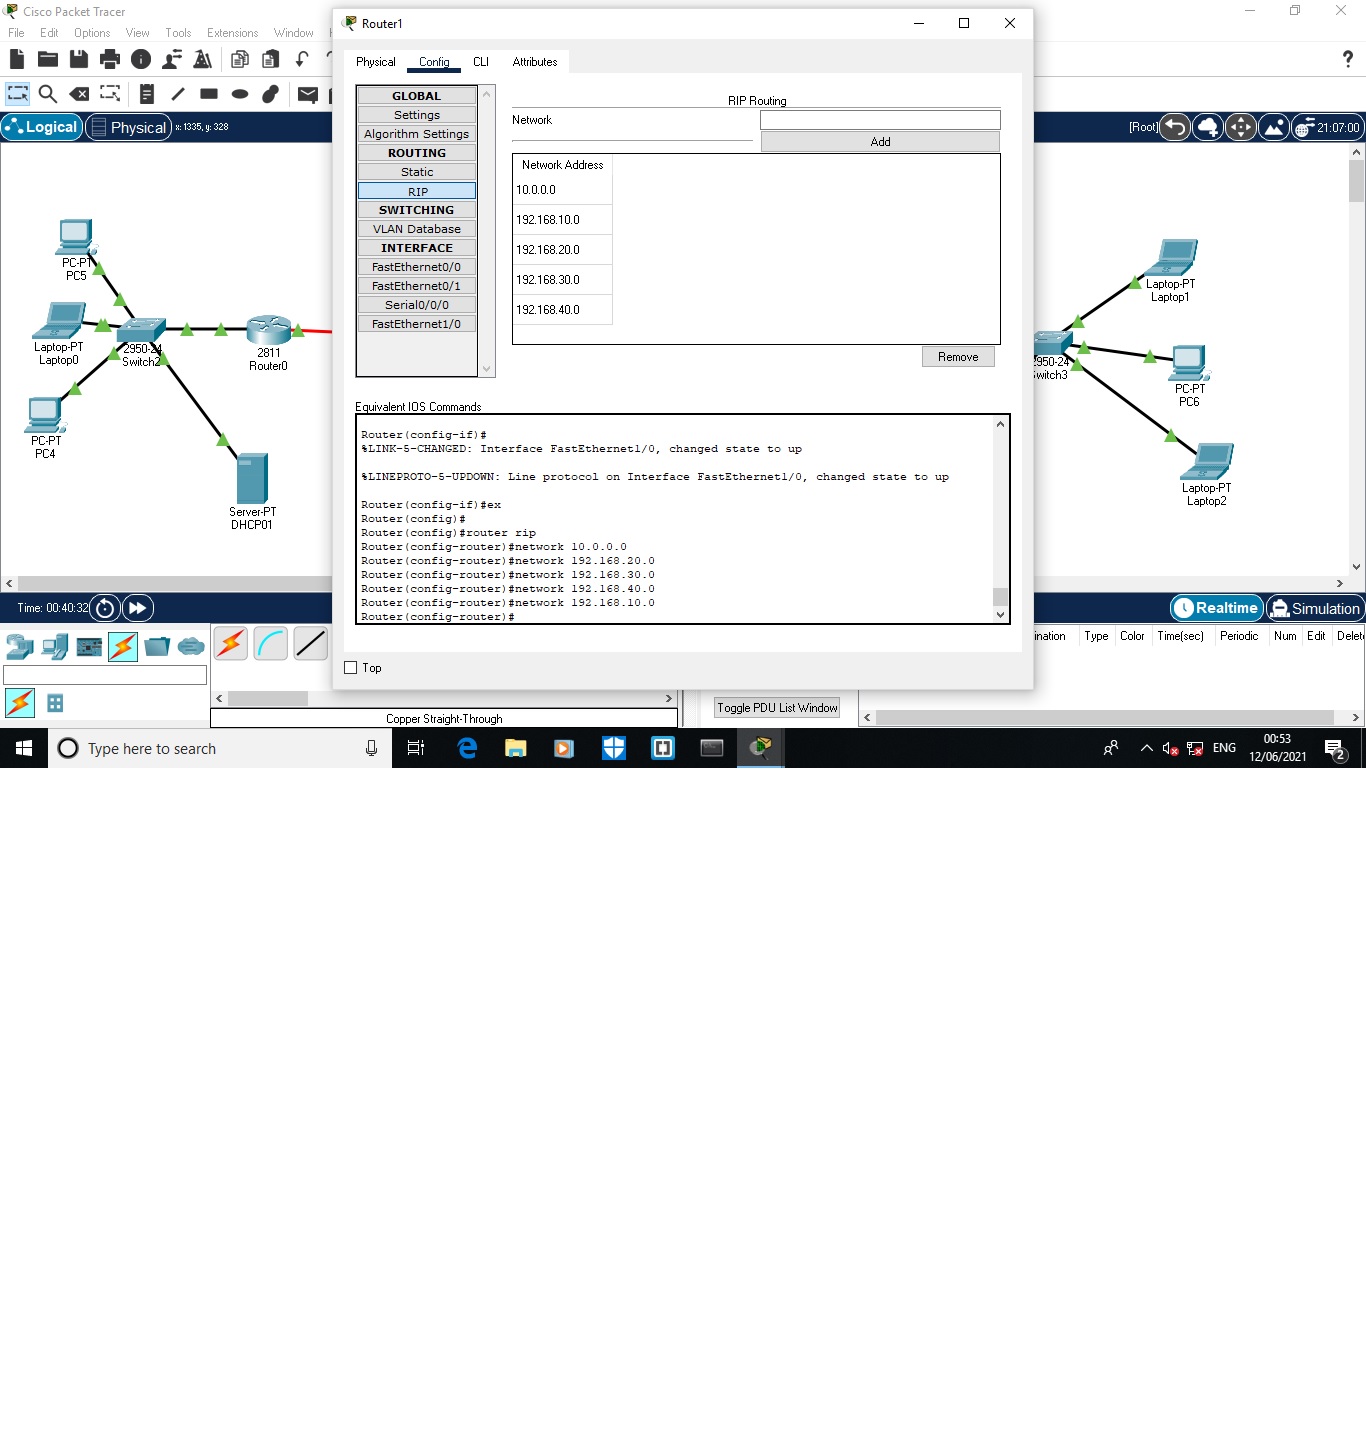 Cisco Packet Tracer
File Edit Options View Tools Extensions Window
Logical Physical x: 1335, y: 328
[Root] 21:07:00
PC-PT
PC5
Laptop-PT
Laptop0
2950-24
Switch2
2811
Router0
PC-PT
PC4
Server-PT
DHCP01
Router1
Physical Config CLI Attributes
GLOBAL
Settings
Algorithm Settings
ROUTING
Static
RIP
SWITCHING
VLAN Database
INTERFACE
FastEthernet0/0
FastEthernet0/1
Serial0/0/0
FastEthernet1/0
RIP Routing
Network
Add
Network Address
10.0.0.0
192.168.10.0
192.168.20.0
192.168.30.0
192.168.40.0
Remove
Equivalent IOS Commands
Router(config-if)#
%LINK-5-CHANGED: Interface FastEthernet1/0, changed state to up
%LINEPROTO-5-UPDOWN: Line protocol on Interface FastEthernet1/0, changed state to up
Router(config-if)#ex
Router(config)#
Router(config)#router rip
Router(config-router)#network 10.0.0.0
Router(config-router)#network 192.168.20.0
Router(config-router)#network 192.168.30.0
Router(config-router)#network 192.168.40.0
Router(config-router)#network 192.168.10.0
Router(config-router)#
Top
Laptop-PT
Laptop1
950-24
witch3
PC-PT
PC6
Laptop-PT
Laptop2
Time: 00:40:32
Realtime Simulation
ination Type Color Time(sec) Periodic Num Edit Delet
Copper Straight-Through
Toggle PDU List Window
Type here to search
ENG
00:53
12/06/2021
2